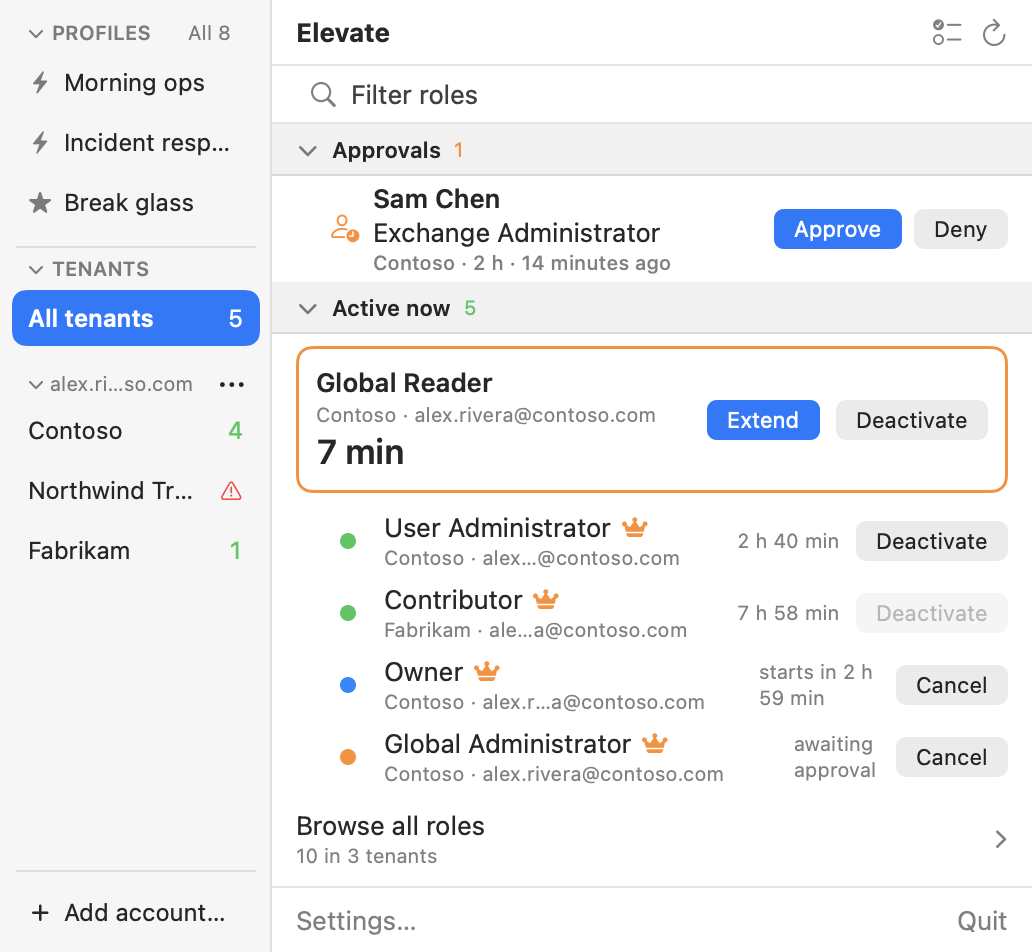 PROFILES All 8
Morning ops
Incident resp...
Break glass
TENANTS
All tenants 5
alex.ri...so.com
Contoso 4
Northwind Tr...
Fabrikam 1
+ Add account...
Elevate
Filter roles
Approvals 1
Sam Chen
Exchange Administrator
Contoso · 2 h · 14 minutes ago
Approve Deny
Active now 5
Global Reader
Contoso · alex.rivera@contoso.com
7 min
Extend Deactivate
User Administrator
Contoso · alex...@contoso.com
2 h 40 min Deactivate
Contributor
Fabrikam · ale...a@contoso.com
7 h 58 min Deactivate
Owner
Contoso · alex.r...a@contoso.com
starts in 2 h
59 min
Cancel
Global Administrator
Contoso · alex.rivera@contoso.com
awaiting
approval
Cancel
Browse all roles
10 in 3 tenants
Settings... Quit